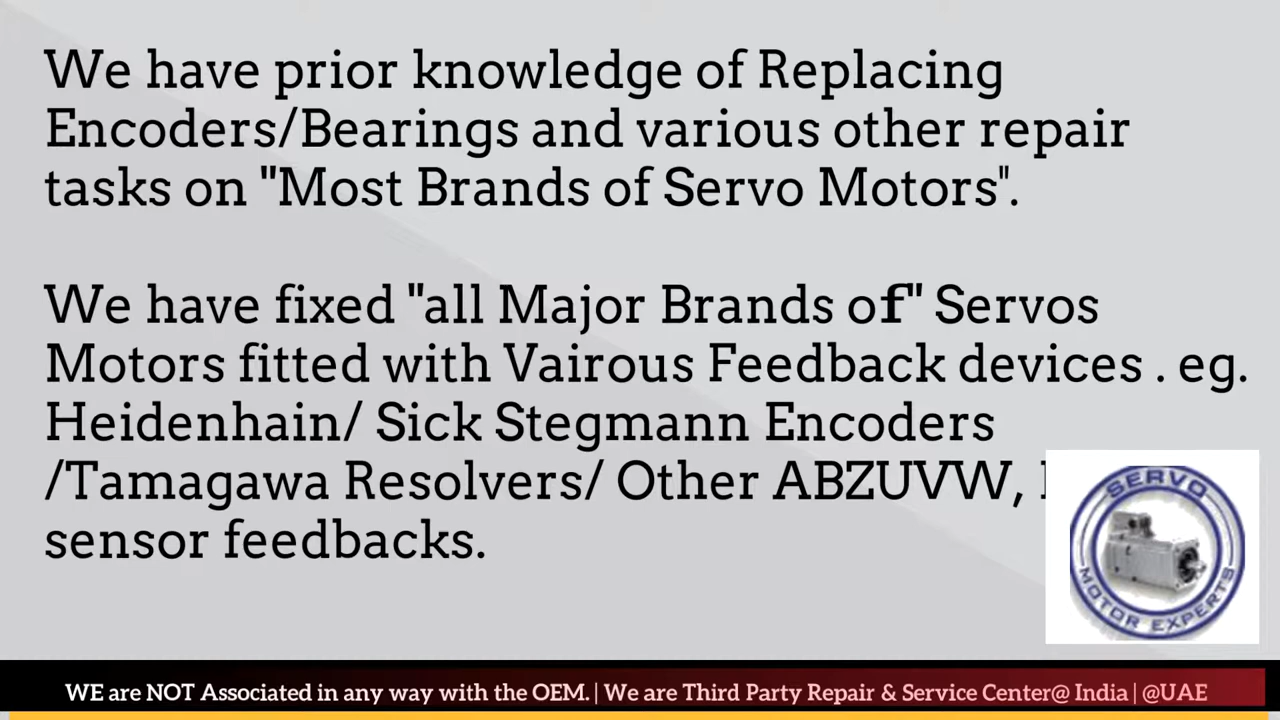 We have prior knowledge of Replacing
Encoders/Bearings and various other repair
tasks on "Most Brands of Servo Motors".
We have fixed "all Major Brands of" Servos
Motors fitted with Vairous Feedback devices . eg.
Heidenhain/ Sick Stegmann Encoders
/Tamagawa Resolvers/ Other ABZUVW,
sensor feedbacks.
SERVO
MOTOR EXPERTS
WE are NOT Associated in any way with the OEM. | We are Third Party Repair & Service Center@ India | @UAE